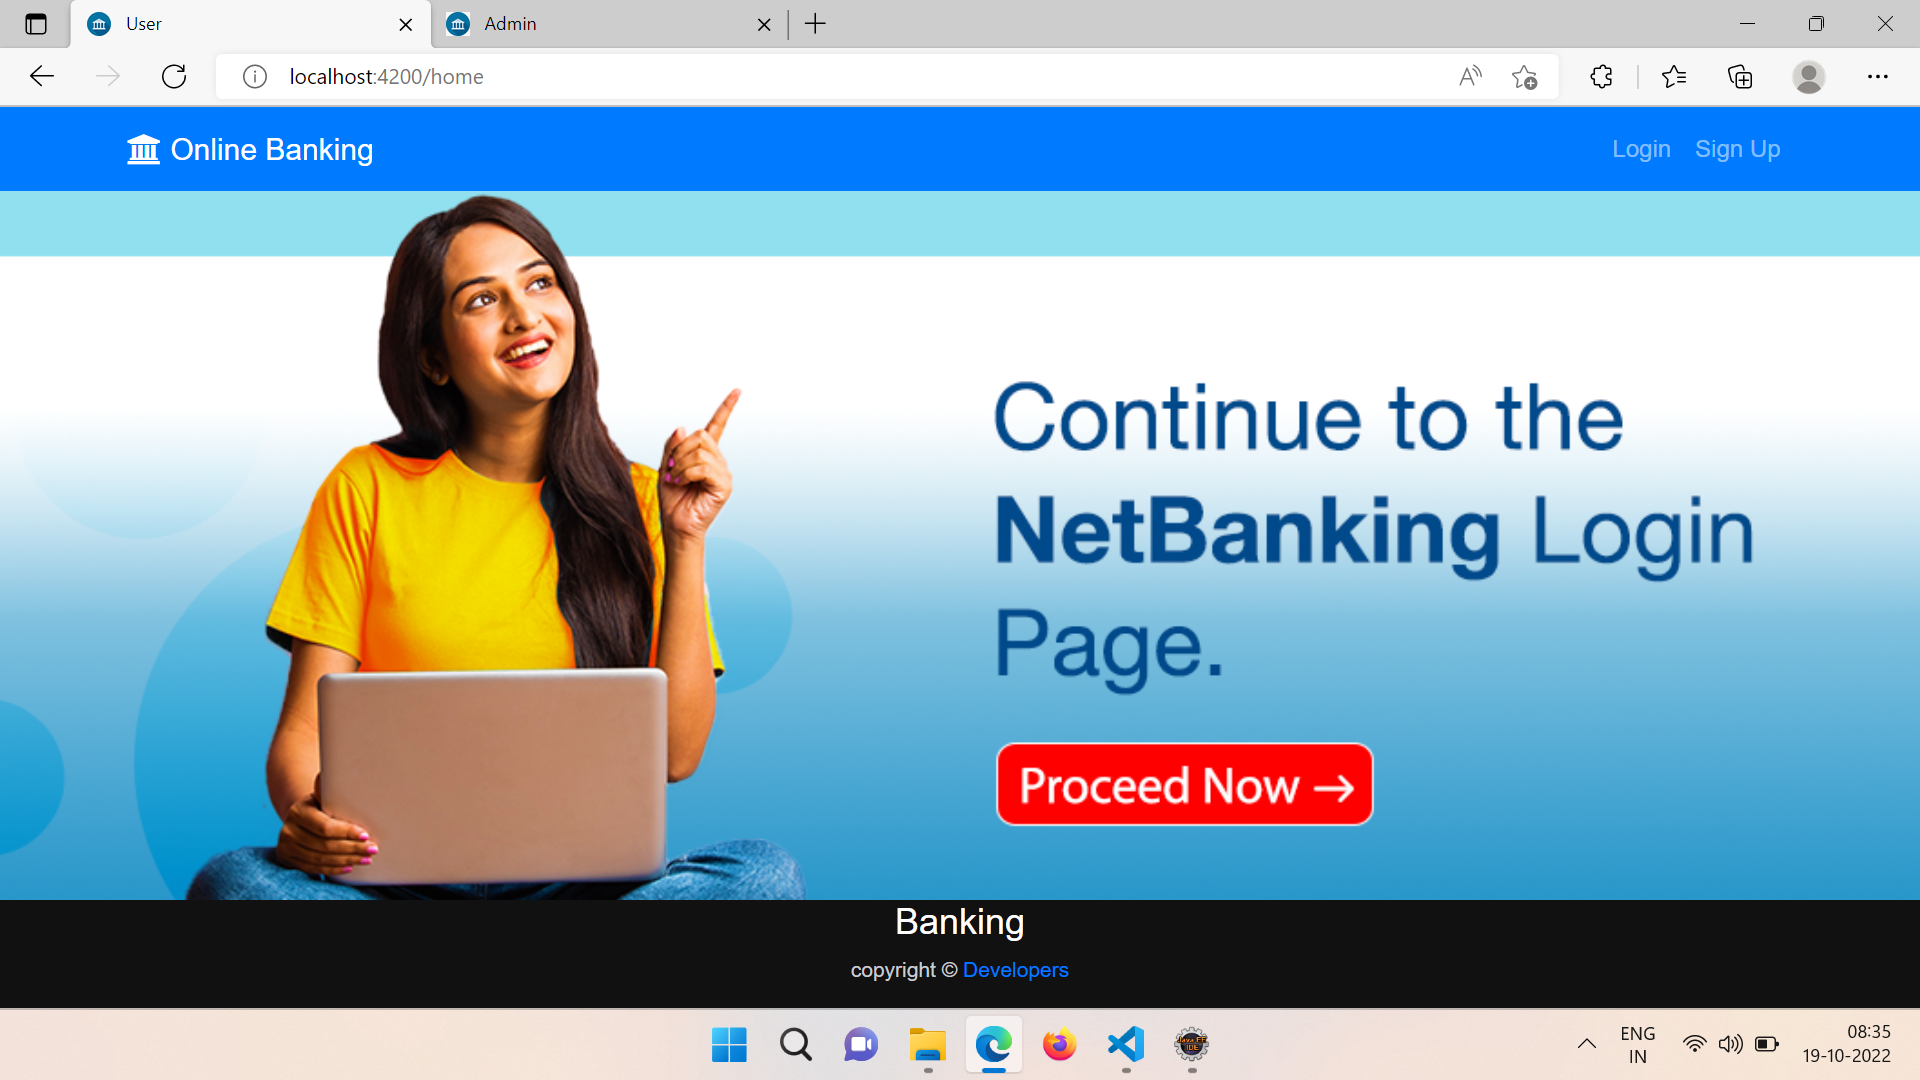 User
Admin
localhost:4200/home
Online Banking
Login
Sign Up
Continue to the
NetBanking Login
Page.
Proceed Now →
Banking
copyright © Developers
ENG
IN
08:35
19-10-2022